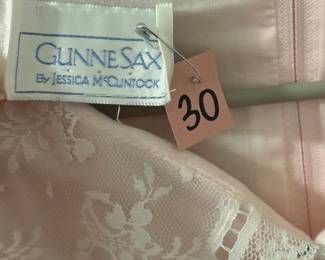 GUNNE SAX
BY JESSICA MCCLINTOCK
30